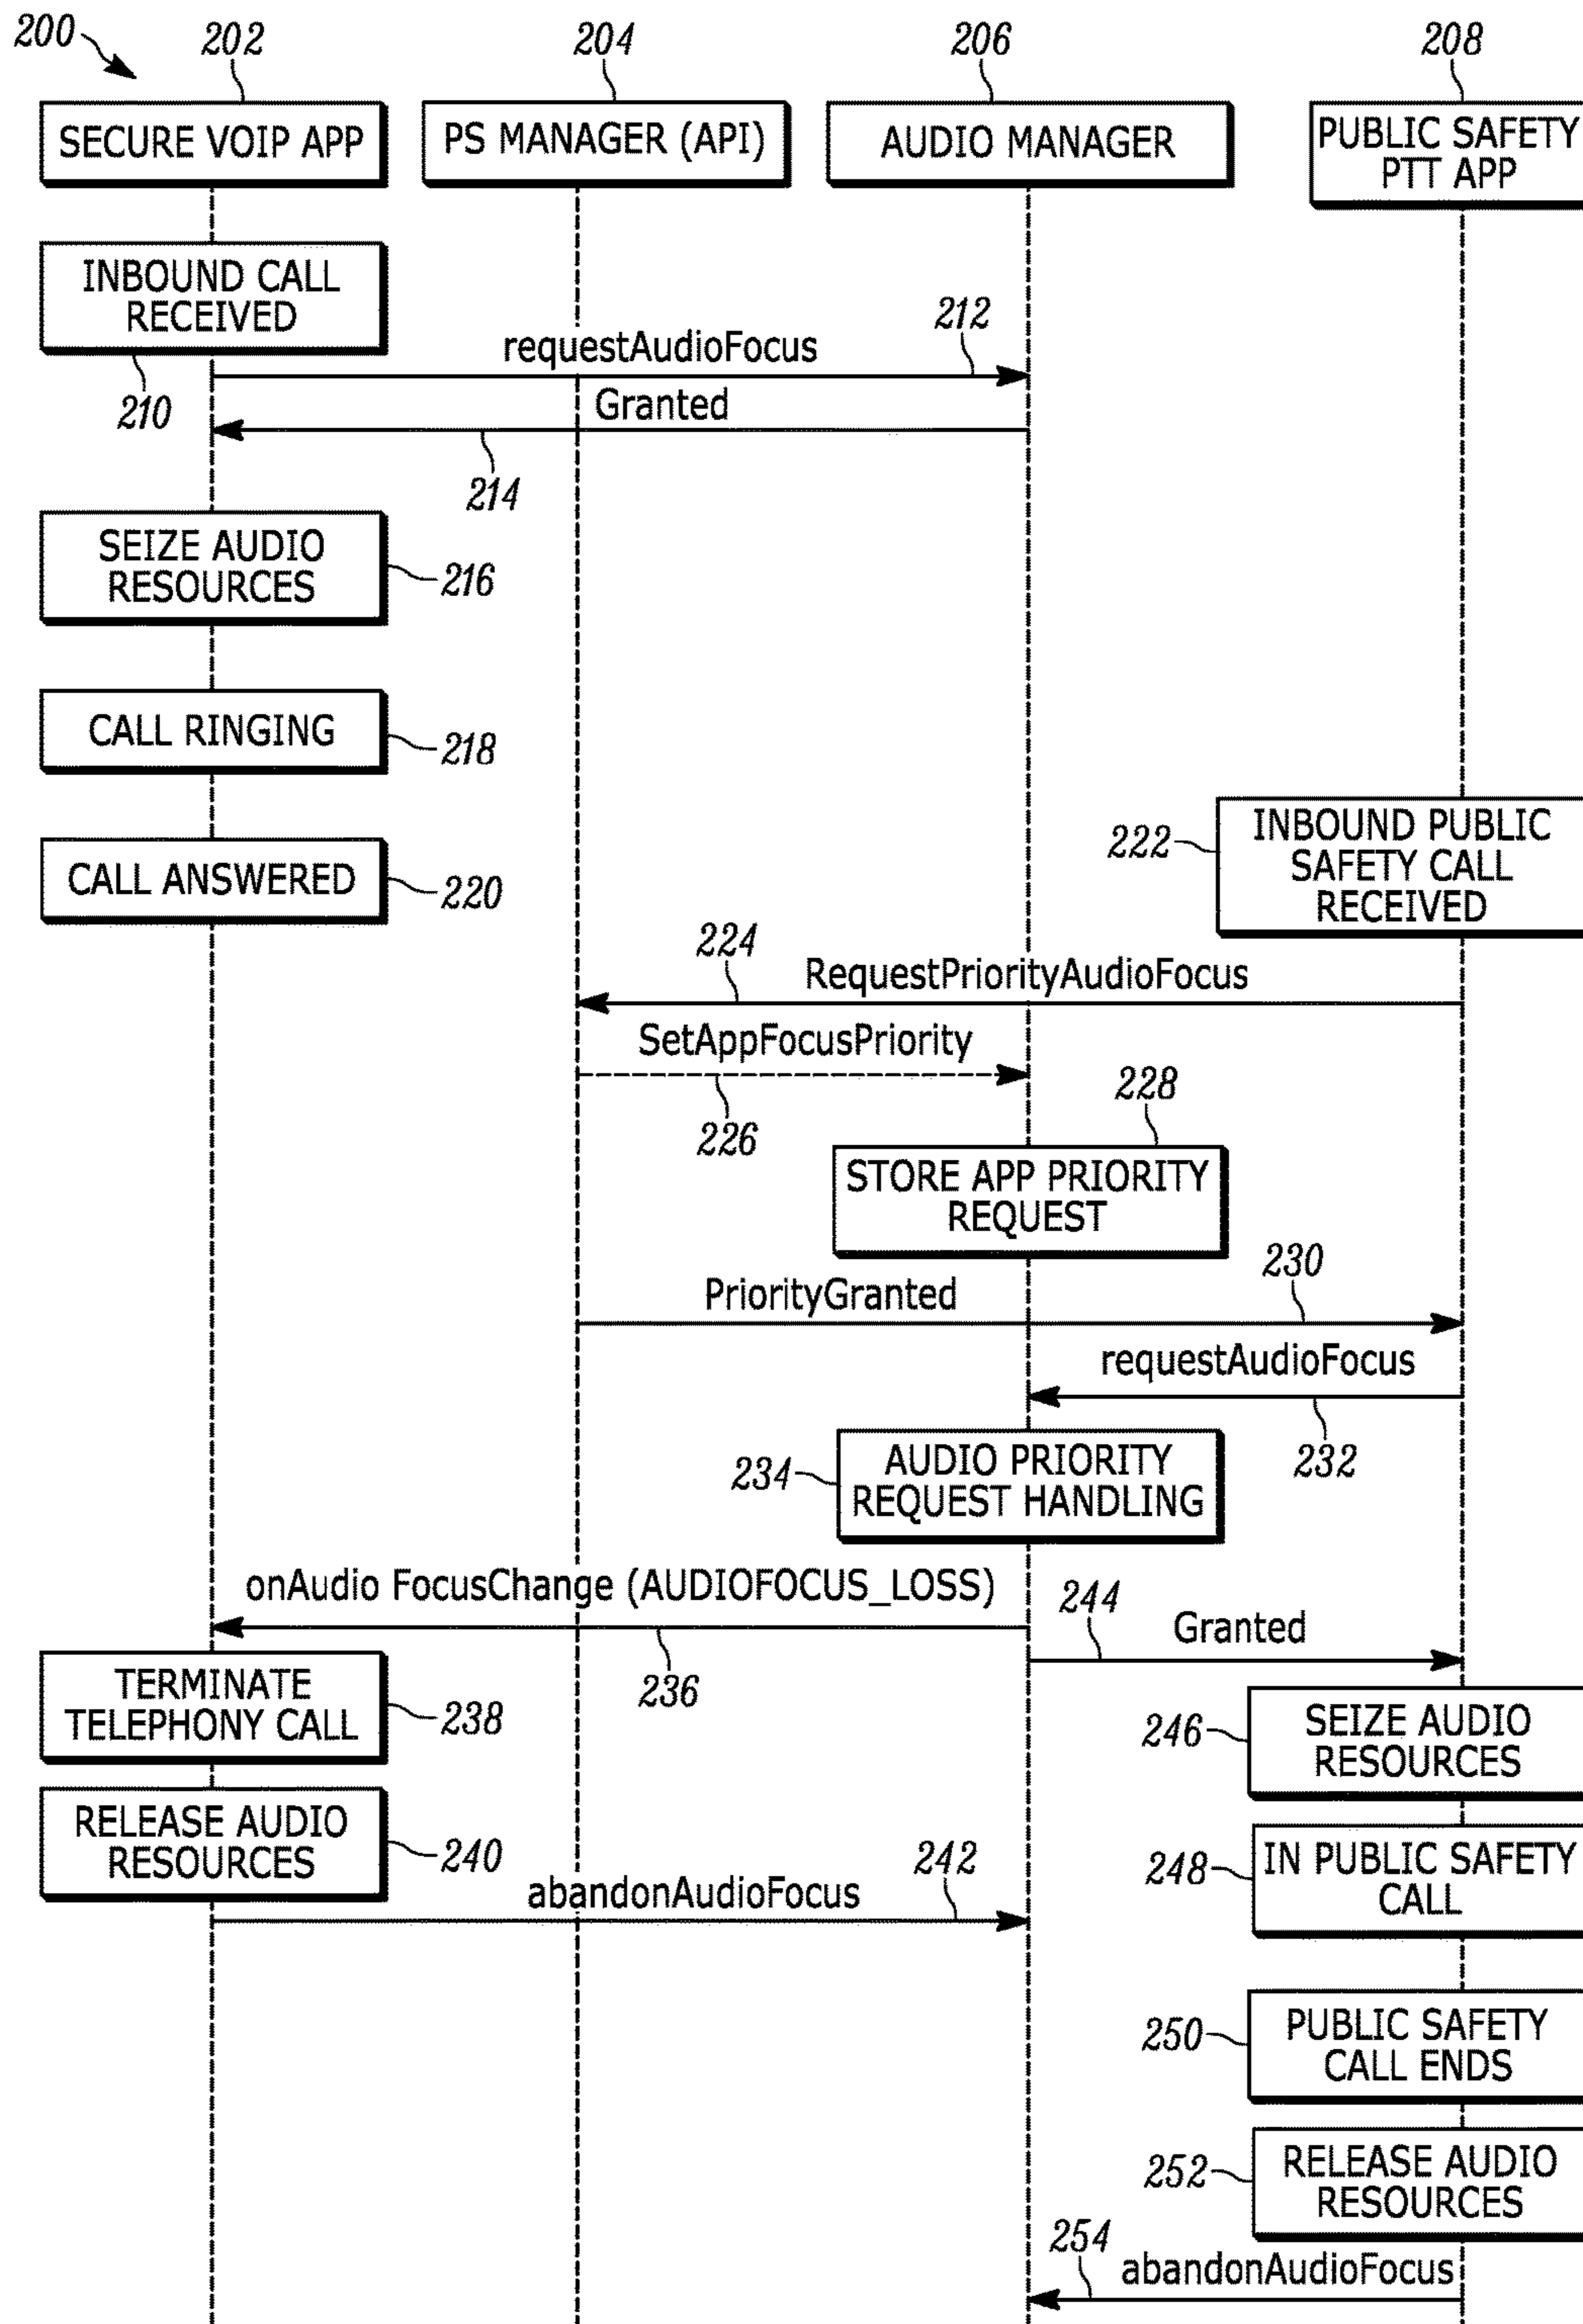 200
202
204
206
208
SECURE VOIP APP
PS MANAGER (API)
AUDIO MANAGER
PUBLIC SAFETY
PTT APP
INBOUND CALL
RECEIVED
210
requestAudioFocus
212
Granted
214
SEIZE AUDIO
RESOURCES
216
CALL RINGING
218
CALL ANSWERED
220
222
INBOUND PUBLIC
SAFETY CALL
RECEIVED
224
RequestPriorityAudioFocus
SetAppFocusPriority
226
228
STORE APP PRIORITY
REQUEST
PriorityGranted
230
requestAudioFocus
232
234
AUDIO PRIORITY
REQUEST HANDLING
onAudio FocusChange (AUDIOFOCUS_LOSS)
236
244
Granted
TERMINATE
TELEPHONY CALL
238
246
SEIZE AUDIO
RESOURCES
RELEASE AUDIO
RESOURCES
240
248
IN PUBLIC SAFETY
CALL
abandonAudioFocus
242
250
PUBLIC SAFETY
CALL ENDS
252
RELEASE AUDIO
RESOURCES
254
abandonAudioFocus